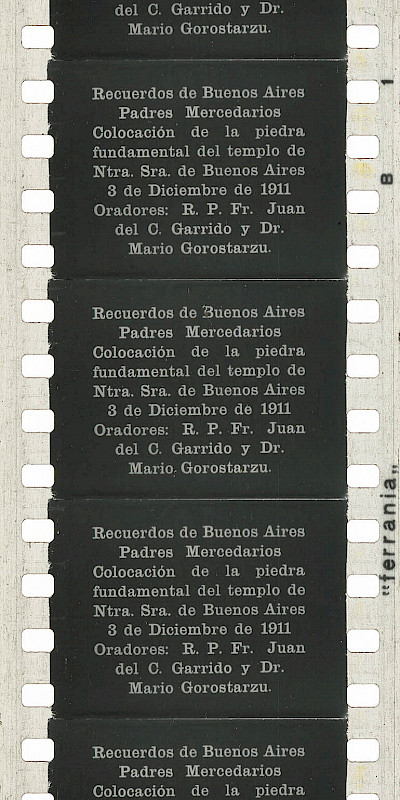 del C. Garrido y Dr.
Mario Gorostarzu.
Recuerdos de Buenos Aires
Padres Mercedarios
Colocación de la piedra
fundamental del templo de
Ntra. Sra. de Buenos Aires
3 de Diciembre de 1911
Oradores: R. P. Fr. Juan
del C. Garrido y Dr.
Mario Gorostarzu.
Recuerdos de Buenos Aires
Padres Mercedarios
Colocación de la piedra
fundamental del templo de
Ntra. Sra. de Buenos Aires
3 de Diciembre de 1911
Oradores: R. P. Fr. Juan
del C. Garrido y Dr.
Mario Gorostarzu.
Recuerdos de Buenos Aires
Padres Mercedarios
Colocación de la piedra
fundamental del templo de
Ntra. Sra. de Buenos Aires
3 de Diciembre de 1911
Oradores: R. P. Fr. Juan
del C. Garrido y Dr.
Mario Gorostarzu.
Recuerdos de Buenos Aires
Padres Mercedarios
Colocación de la piedra
B 1
"ferrania"